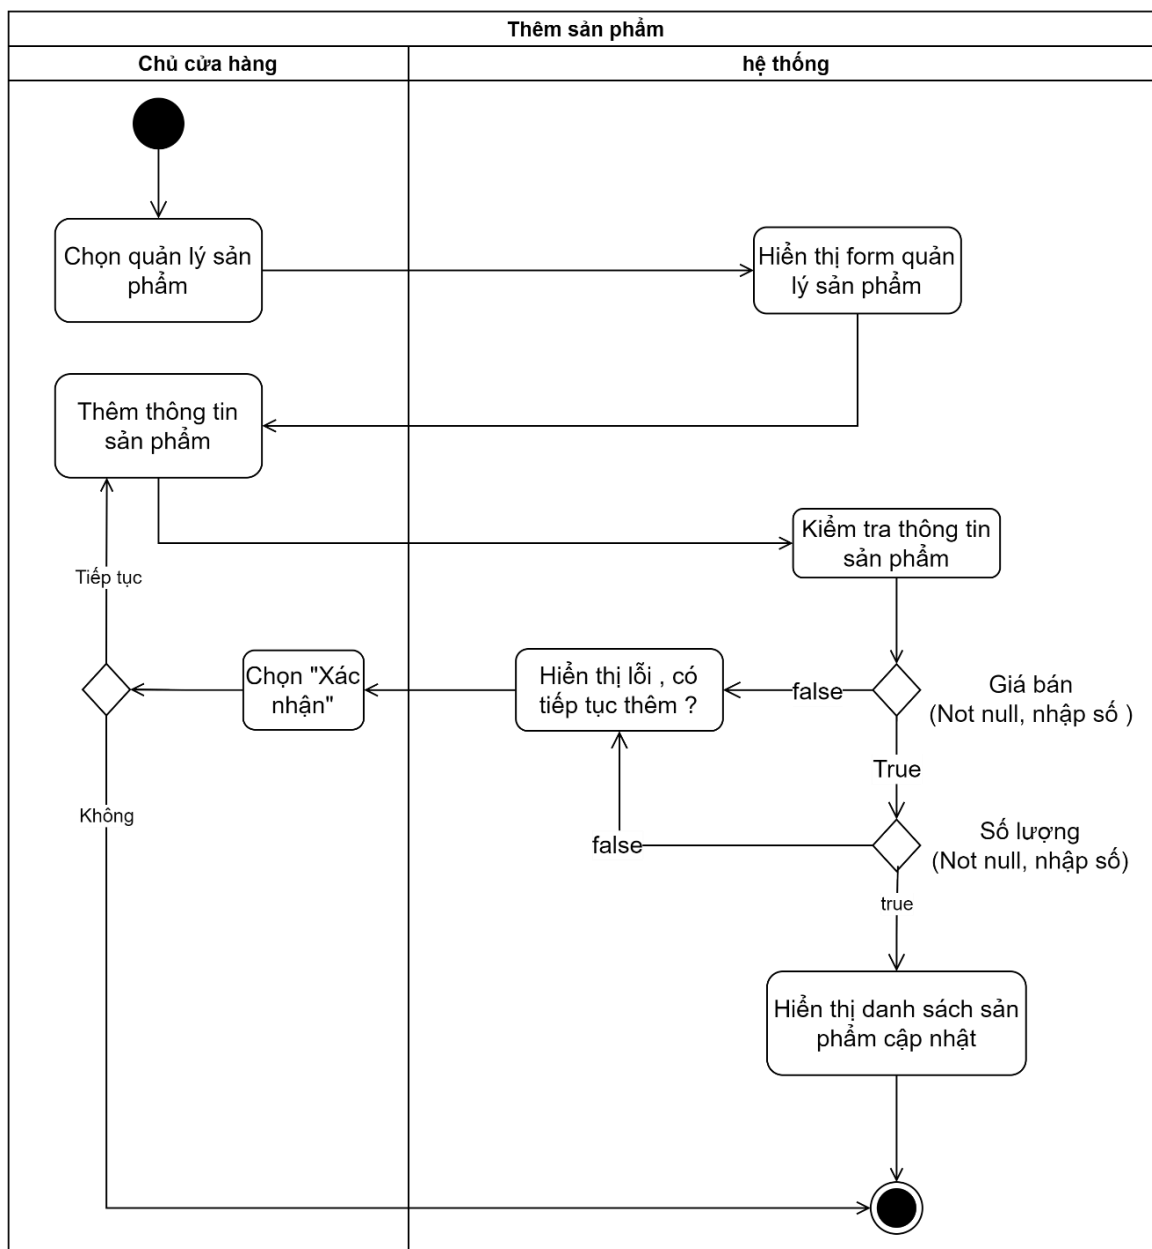 Thêm sản phẩm
Chủ cửa hàng
hệ thống
Chọn quản lý sản
phẩm
Hiển thị form quản
lý sản phẩm
Thêm thông tin
sản phẩm
Kiểm tra thông tin
sản phẩm
Tiếp tục
Chọn "Xác
nhận"
Hiển thị lỗi , có
tiếp tục thêm ?
false
Giá bán
(Not null, nhập số )
True
Không
false
Số lượng
(Not null, nhập số)
true
Hiển thị danh sách sản
phẩm cập nhật